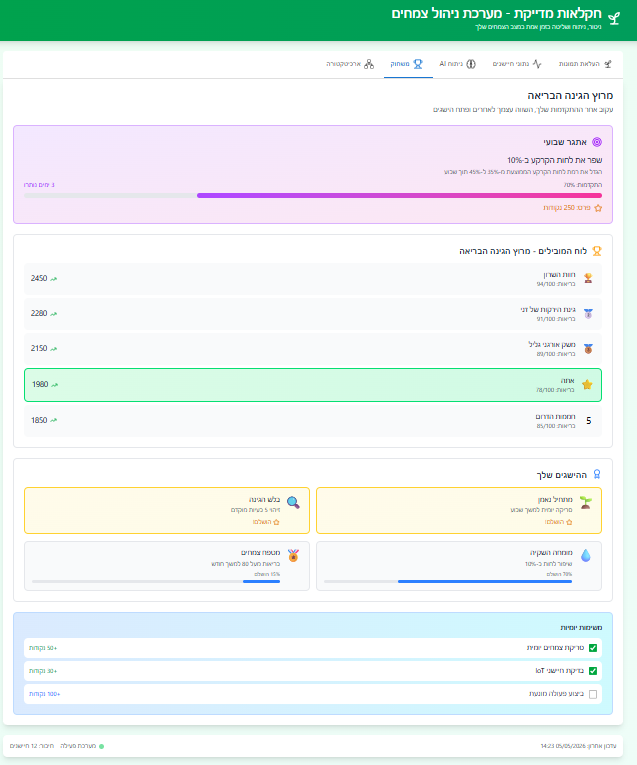 חקלאות מדייקת - מערכת ניהול צמחים
ניטור, ניתוח ושליטה בזמן אמת במצב הצמחים שלך
העלאת תמונות
נתוני חיישנים
ניתוח AI
משחוק
ארכיטקטורה
מרוץ הגינה הבריאה
עקוב אחר ההתקדמות שלך, השווה עצמך לאחרים ופתח הישגים
אתגר שבועי
שפר את לחות הקרקע ב-10%
הגדל את רמת לחות הקרקע הממוצעת מ-35% ל-45% תוך שבוע
התקדמות: 70%
3 ימים נותרו
פרס: 250 נקודות
לוח המובילים - מרוץ הגינה הבריאה
חוות השרון
בריאות: 94/100
2450
גינת הירקות של דני
בריאות: 91/100
2280
משק אורגני גליל
בריאות: 89/100
2150
אתה
בריאות: 78/100
1980
5
חממות הדרום
בריאות: 85/100
1850
ההישגים שלך
מתחיל נאמן
סריקה יומית למשך שבוע
הושלם!
בלש הגינה
זיהוי 5 בעיות מוקדם
הושלם!
מומחה השקיה
שיפור לחות ב-10%
70% הושלם
מטפח צמחים
בריאות מעל 80 למשך חודש
15% הושלם
משימות יומיות
סריקת צמחים יומית
+50 נקודות
בדיקת חיישני IoT
+30 נקודות
ביצוע פעולה מונעת
+100 נקודות
עדכון אחרון: 05/05/2026 14:23
מערכת פעילה
חיבור: 12 חיישנים